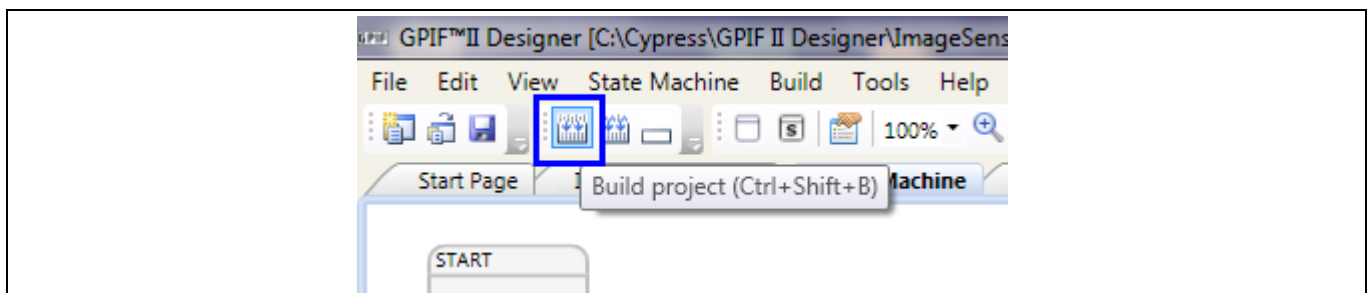 GPIF GPIF™II Designer [C:\Cypress\GPIF II Designer\ImageSens
File Edit View State Machine Build Tools Help
S 100%
Start Page Machine
Build project (Ctrl+Shift+B)
START